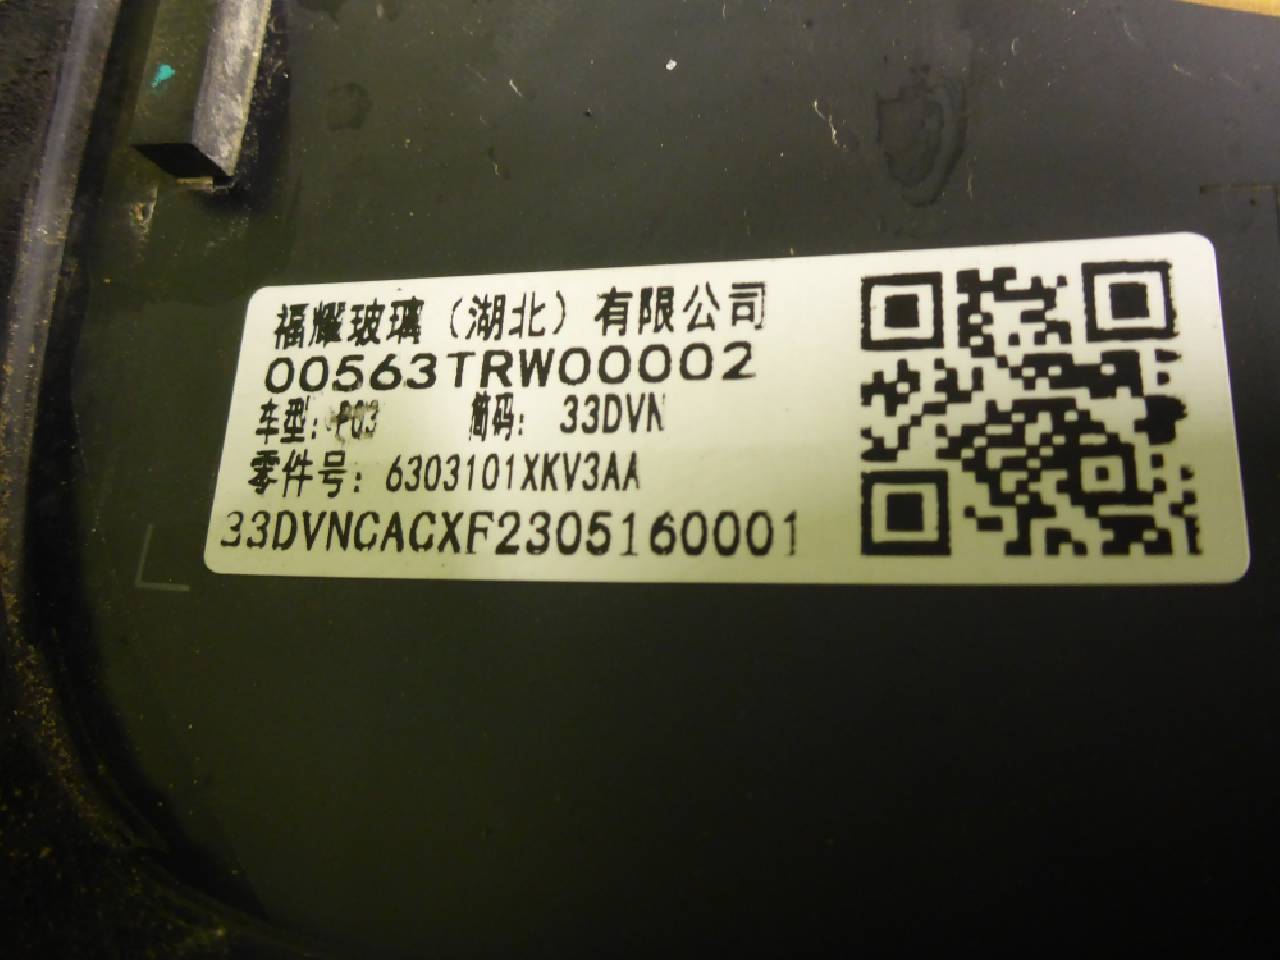 福耀玻璃（湖北）有限公司
00563TRW00002
车型: P03 简码: 33DVN
零件号: 6303101XKV3AA
33DVNCACXF2305160001